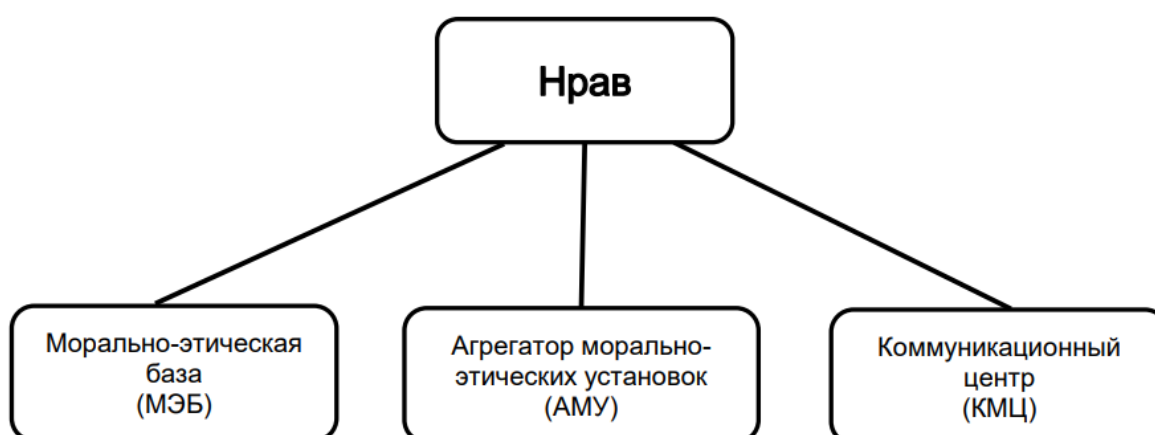 Нрав
Морально-этическая
база
(МЭБ)
Агрегатор морально-
этических установок
(АМУ)
Коммуникационный
центр
(КМЦ)